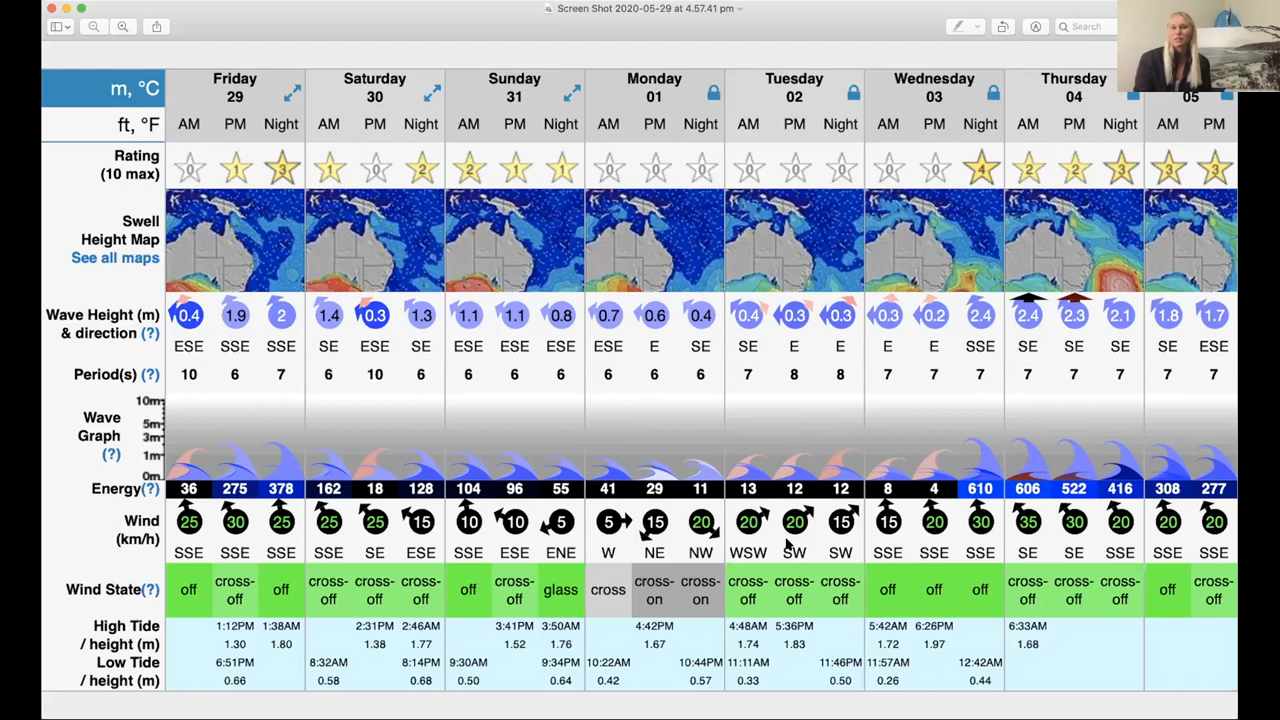 Screen Shot 2020-05-29 at 4.57.41 pm
Search
m, °C Friday 29 Saturday 30 Sunday 31 Monday 01 Tuesday 02 Wednesday 03 Thursday 04 05
ft, °F AM PM Night AM PM Night AM PM Night AM PM Night AM PM Night AM PM Night AM PM Night AM PM
Rating (10 max) 0 1 3 1 0 2 2 1 1 0 0 0 0 0 0 0 0 4 2 2 3 3 3
Swell
Height Map
See all maps
Wave Height (m) 0.4 1.9 2 1.4 0.3 1.3 1.1 1.1 0.8 0.7 0.6 0.4 0.4 0.3 0.3 0.3 0.2 2.4 2.4 2.3 2.1 1.8 1.7
& direction (?) ESE SSE SSE SE ESE SE ESE ESE ESE ESE E SE SE E E E E SSE SE SE SE SE ESE
Period(s) (?) 10 6 7 6 10 6 6 6 6 6 6 6 7 8 8 7 7 7 7 7 7 7 7
Wave
Graph
(?)
10m
5m
3m
1m
0m
Energy(?) 36 275 378 162 18 128 104 96 55 41 29 11 13 12 12 8 4 610 606 522 416 308 277
Wind 25 30 25 25 25 15 10 10 5 5 15 20 20 20 15 15 20 30 35 30 20 20 20
(km/h) SSE SSE SSE SSE SE ESE SSE ESE ENE W NE NW WSW SW SW SSE SSE SSE SE SE SSE SSE SSE
Wind State(?) off cross-off off cross-off cross-off cross-off off cross-off glass cross cross-on cross-on cross-off cross-off cross-off off off off cross-off cross-off cross-off off cross-off
High Tide 1:12PM 1:38AM 2:31PM 2:46AM 3:41PM 3:50AM 4:42PM 4:48AM 5:36PM 5:42AM 6:26PM 6:33AM
/ height (m) 1.30 1.80 1.38 1.77 1.52 1.76 1.67 1.74 1.83 1.72 1.97 1.68
Low Tide 6:51PM 8:32AM 8:14PM 9:30AM 9:34PM 10:22AM 10:44PM 11:11AM 11:46PM 11:57AM 12:42AM
/ height (m) 0.66 0.58 0.68 0.50 0.64 0.42 0.57 0.33 0.50 0.26 0.44